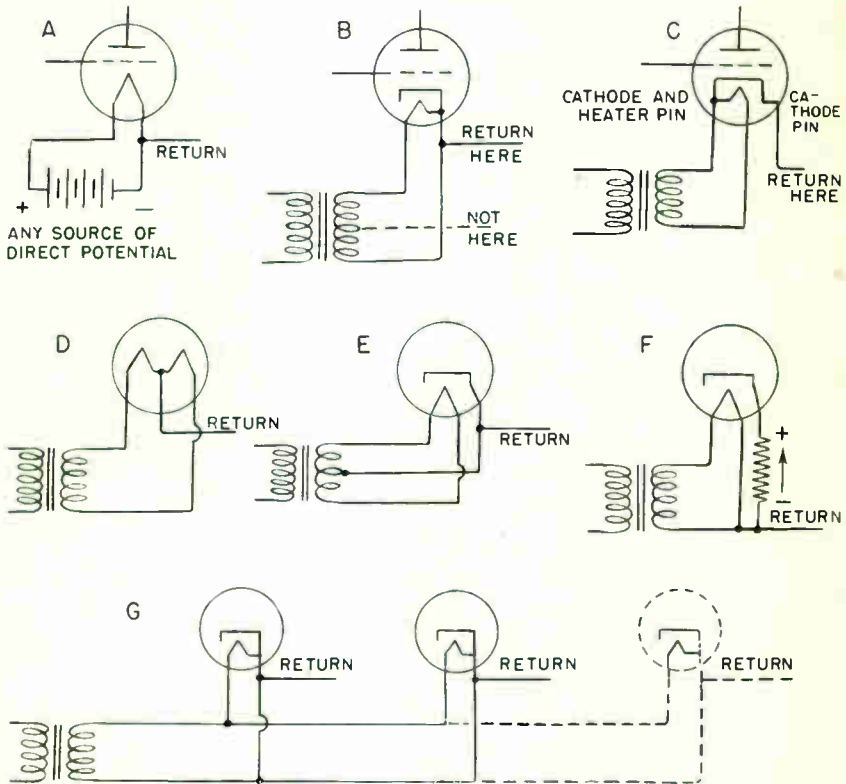 A
RETURN
+
–
ANY SOURCE OF
DIRECT POTENTIAL
B
RETURN
HERE
NOT
HERE
C
CATHODE AND
HEATER PIN
CA-
THODE
PIN
RETURN
HERE
D
RETURN
E
RETURN
F
+
–
RETURN
G
RETURN
RETURN
RETURN